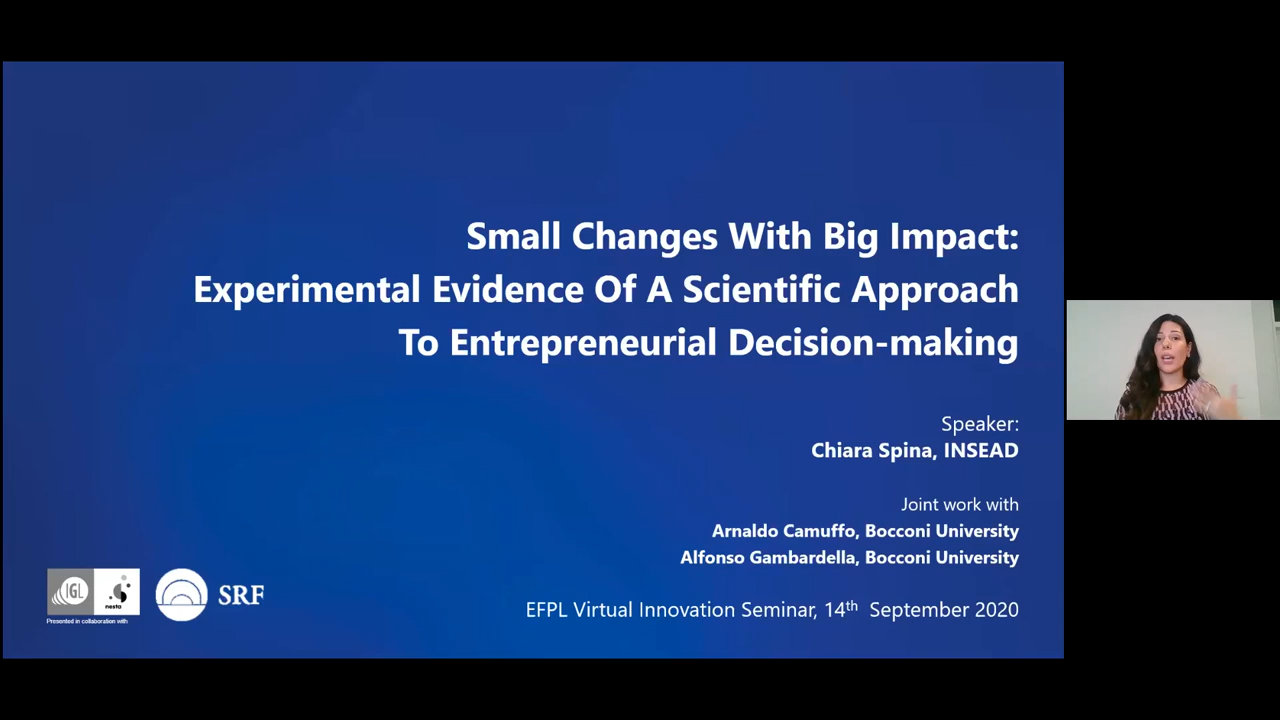 Small Changes With Big Impact:
Experimental Evidence Of A Scientific Approach
To Entrepreneurial Decision-making
Speaker:
Chiara Spina, INSEAD
Joint work with
Arnaldo Camuffo, Bocconi University
Alfonso Gambardella, Bocconi University
IGL
nesta
SRF
Presented in collaboration with
EFPL Virtual Innovation Seminar, 14th September 2020